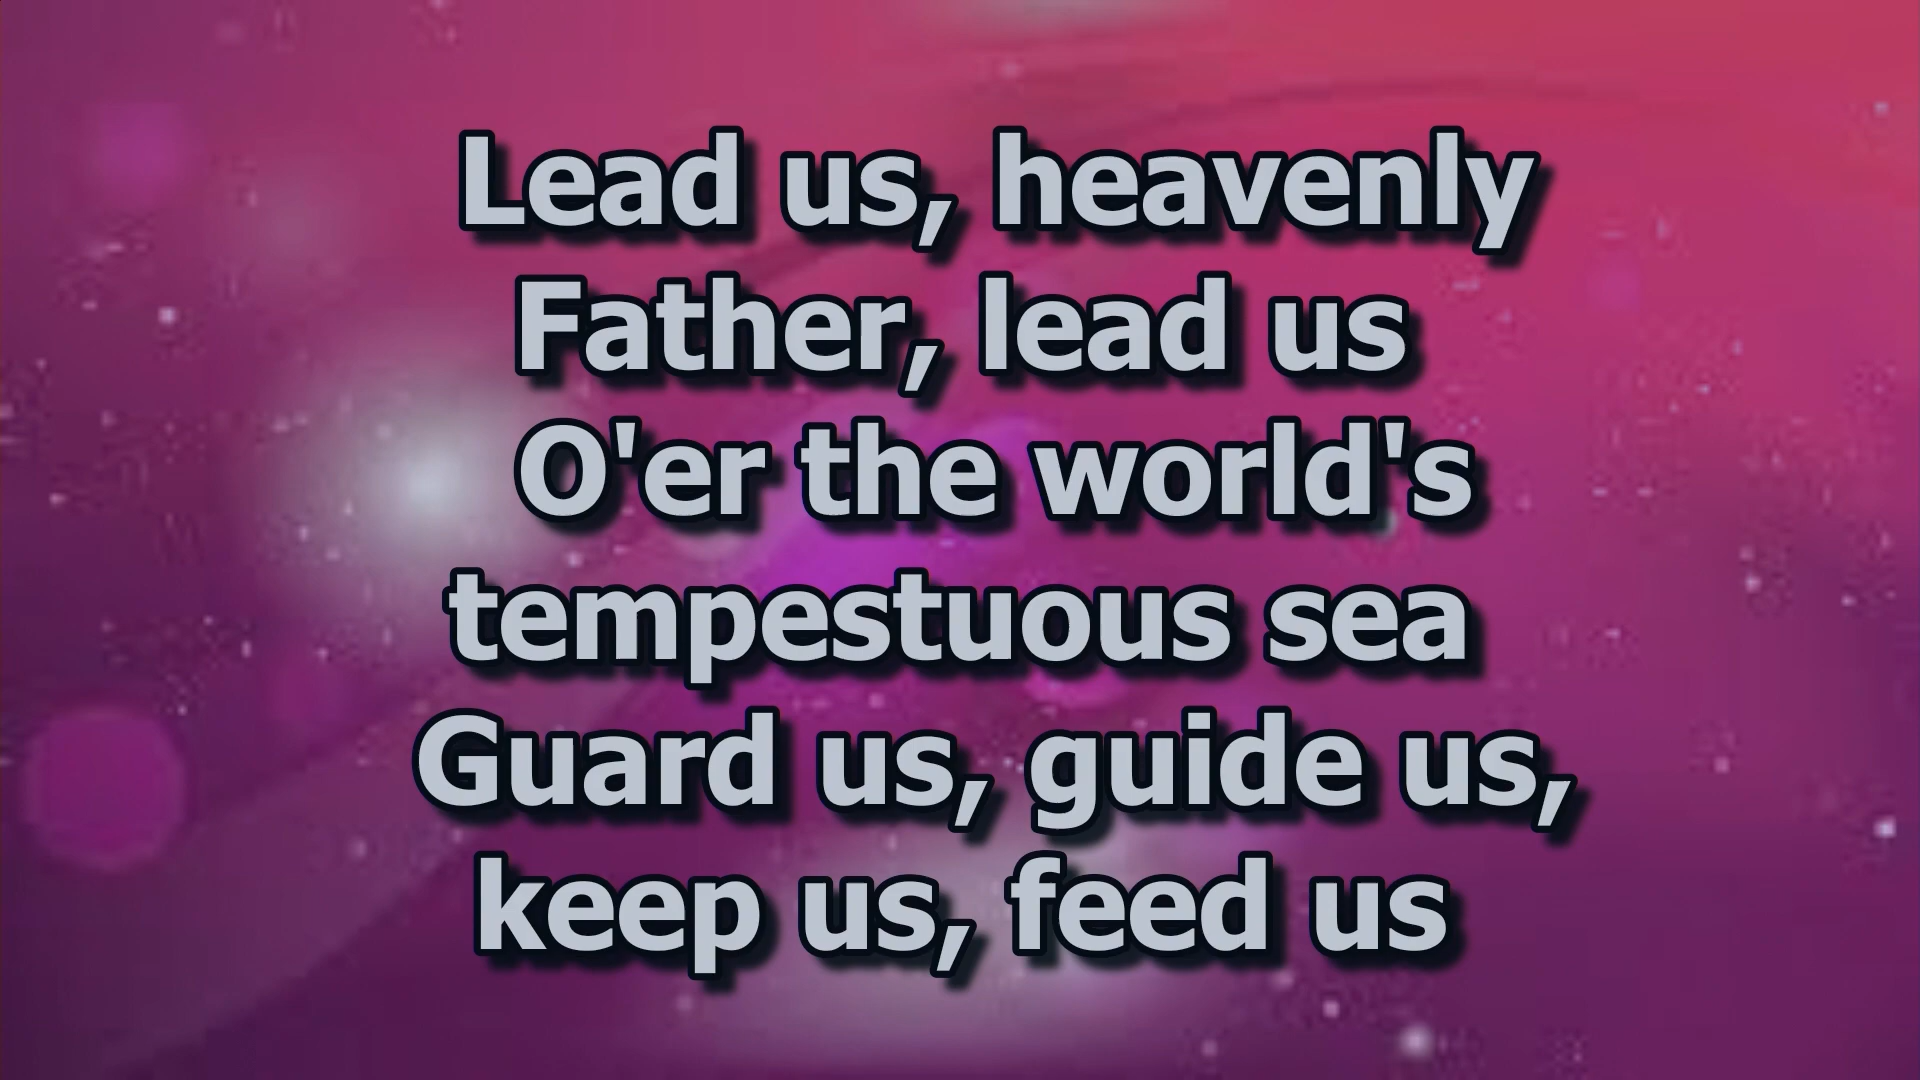 Lead us, heavenly
Father, lead us
O'er the world's
tempestuous sea
Guard us, guide us,
keep us, feed us